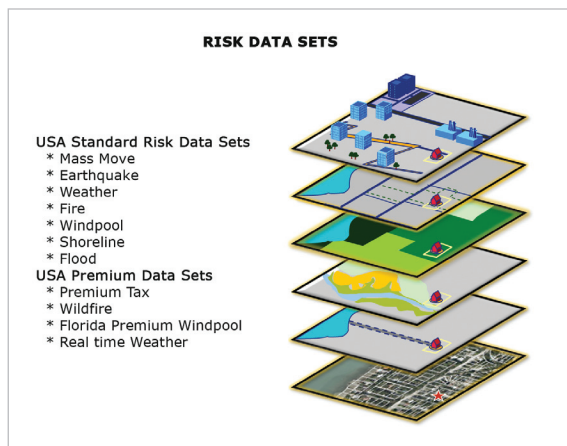 RISK DATA SETS
USA Standard Risk Data Sets
* Mass Move
* Earthquake
* Weather
* Fire
* Windpool
* Shoreline
* Flood
USA Premium Data Sets
* Premium Tax
* Wildfire
* Florida Premium Windpool
* Real time Weather